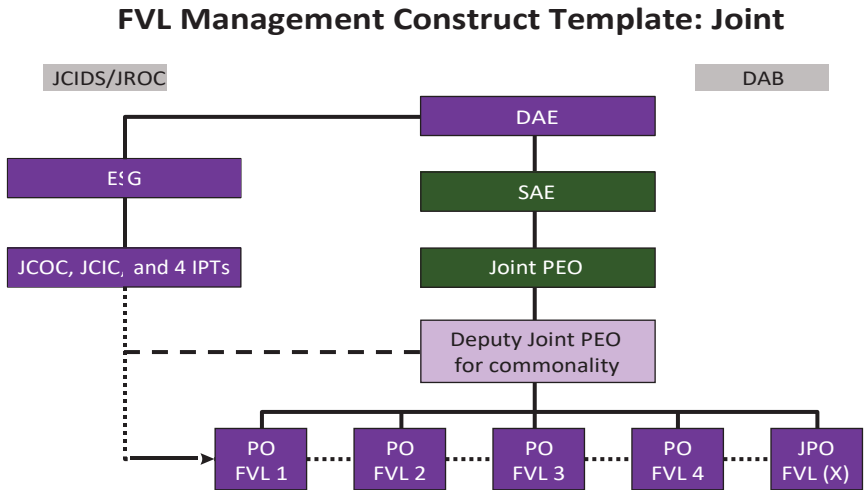 FVL Management Construct Template: Joint
JCIDS/JROC
DAB
DAE
ESG
SAE
JCOC, JCIC, and 4 IPTs
Joint PEO
Deputy Joint PEO
for commonality
PO
FVL 1
PO
FVL 2
PO
FVL 3
PO
FVL 4
JPO
FVL (X)